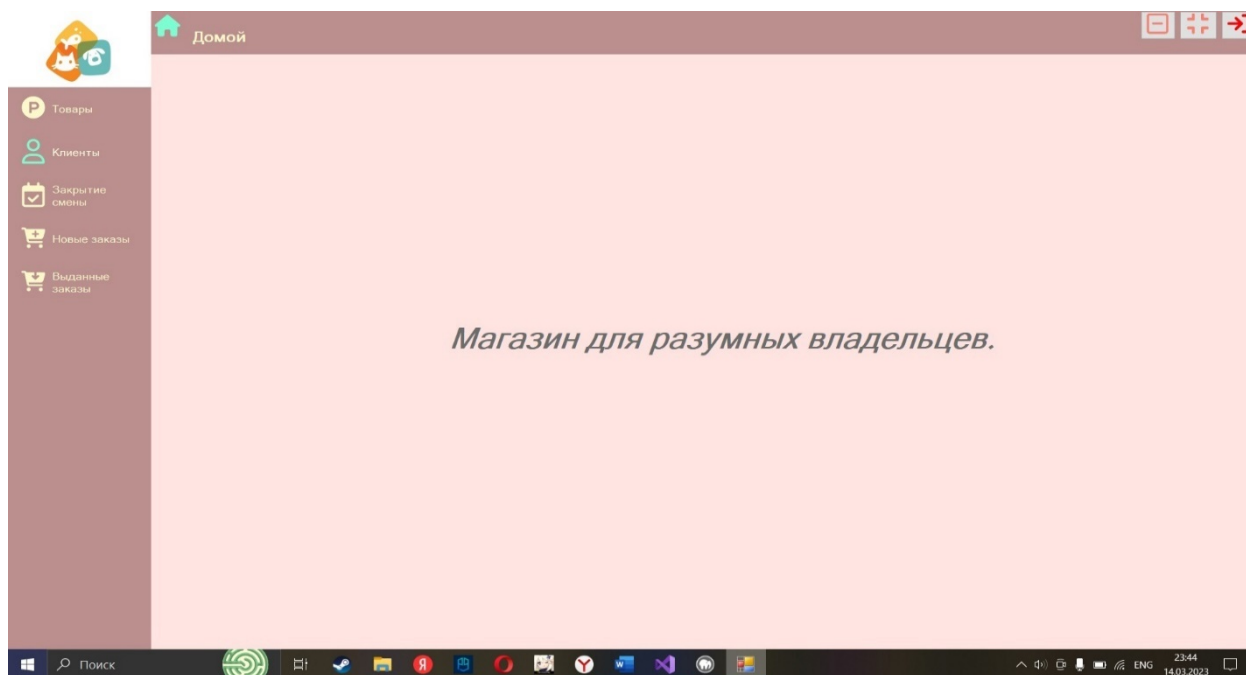 Домой
Товары
Клиенты
Закрытие
смены
Новые заказы
Выданные
заказы
Магазин для разумных владельцев.
Поиск
ENG
23:44
14.03.2023